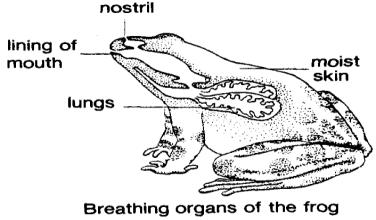 nostril
lining of
mouth
moist
skin
lungs
Breathing organs of the frog